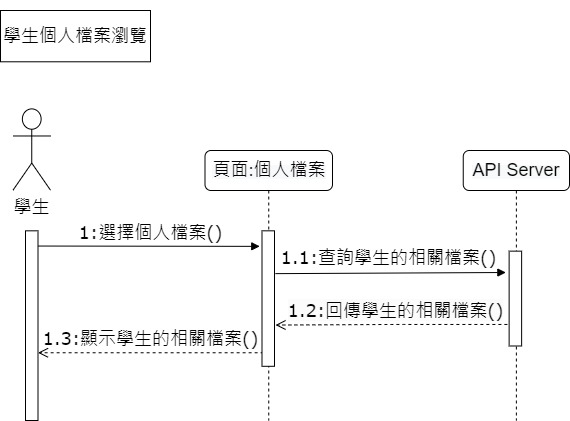 學生個人檔案瀏覽
學生
頁面:個人檔案
API Server
1:選擇個人檔案()
1.1:查詢學生的相關檔案()
1.2:回傳學生的相關檔案()
1.3:顯示學生的相關檔案()